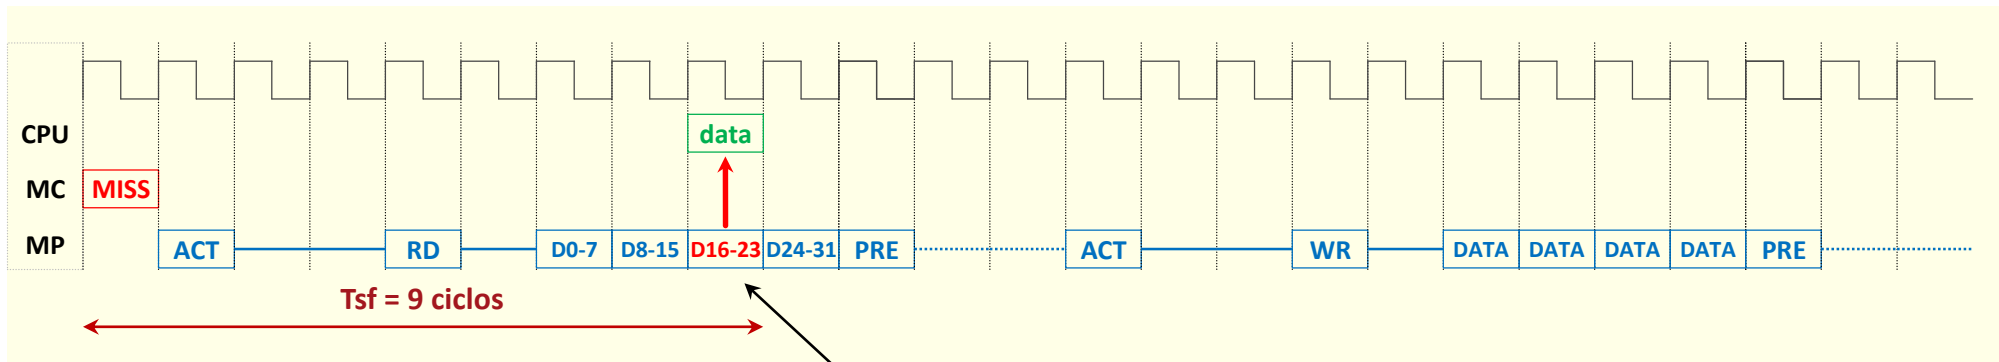 CPU data
MC MISS
MP ACT RD D0-7 D8-15 D16-23 D24-31 PRE ACT WR DATA DATA DATA DATA PRE
Tsf = 9 ciclos